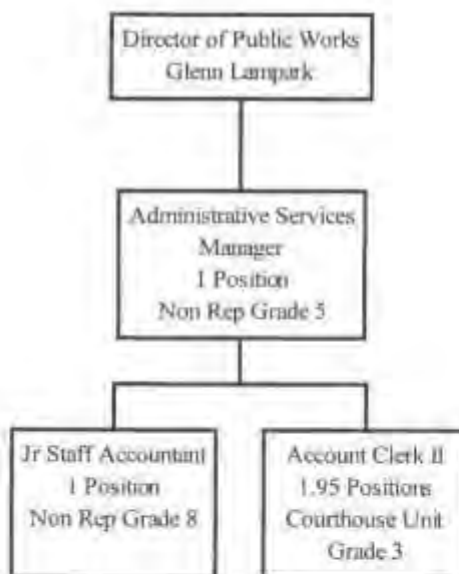 Director of Public Works
Glenn Lampark
Administrative Services
Manager
1 Position
Non Rep Grade 5
Jr Staff Accountant
1 Position
Non Rep Grade 8
Account Clerk II
1.95 Positions
Courthouse Unit
Grade 3